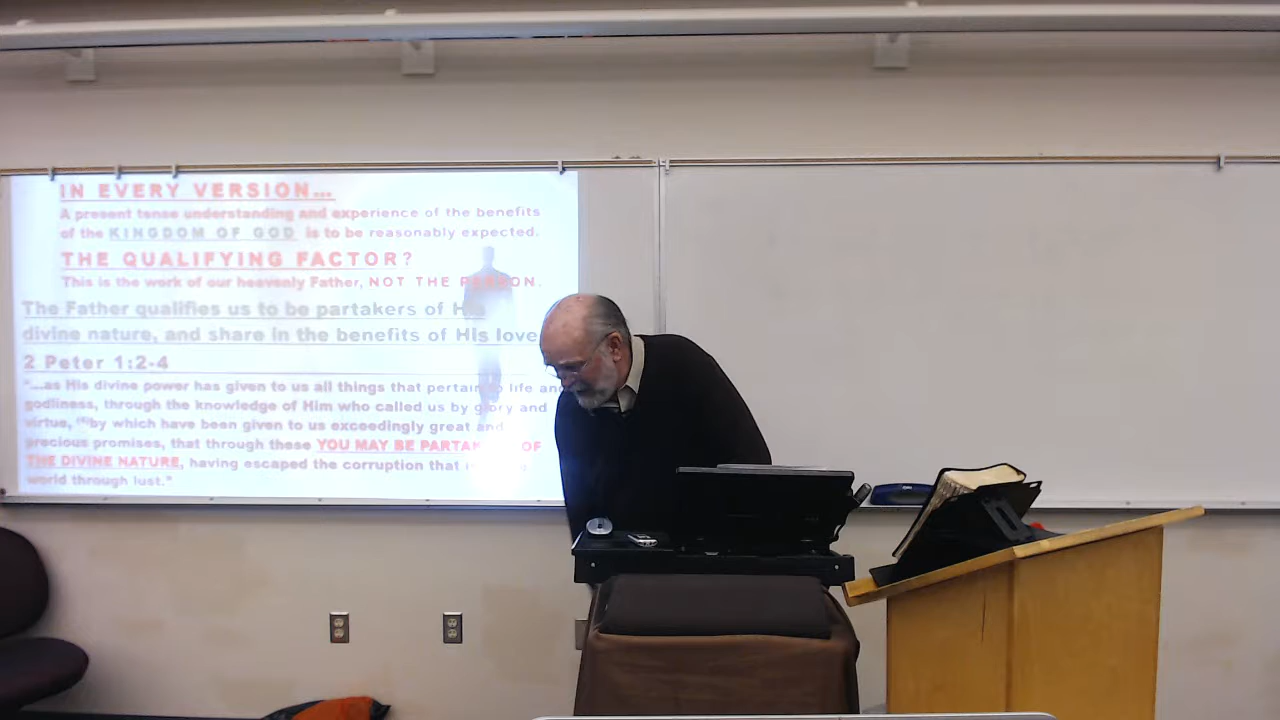 IN EVERY VERSION...
A present tense understanding and experience of the benefits
of the KINGDOM OF GOD is to be reasonably expected.
THE QUALIFYING FACTOR?
This is the work of our heavenly Father, NOT THE PERSON.
The Father qualifies us to be partakers of His
divine nature, and share in the benefits of His love
2 Peter 1:2-4
"...as His divine power has given to us all things that pertain to life and
godliness, through the knowledge of Him who called us by glory and
virtue, by which have been given to us exceedingly great and
precious promises, that through these YOU MAY BE PARTAK OF
THE DIVINE NATURE, having escaped the corruption that
world through lust."